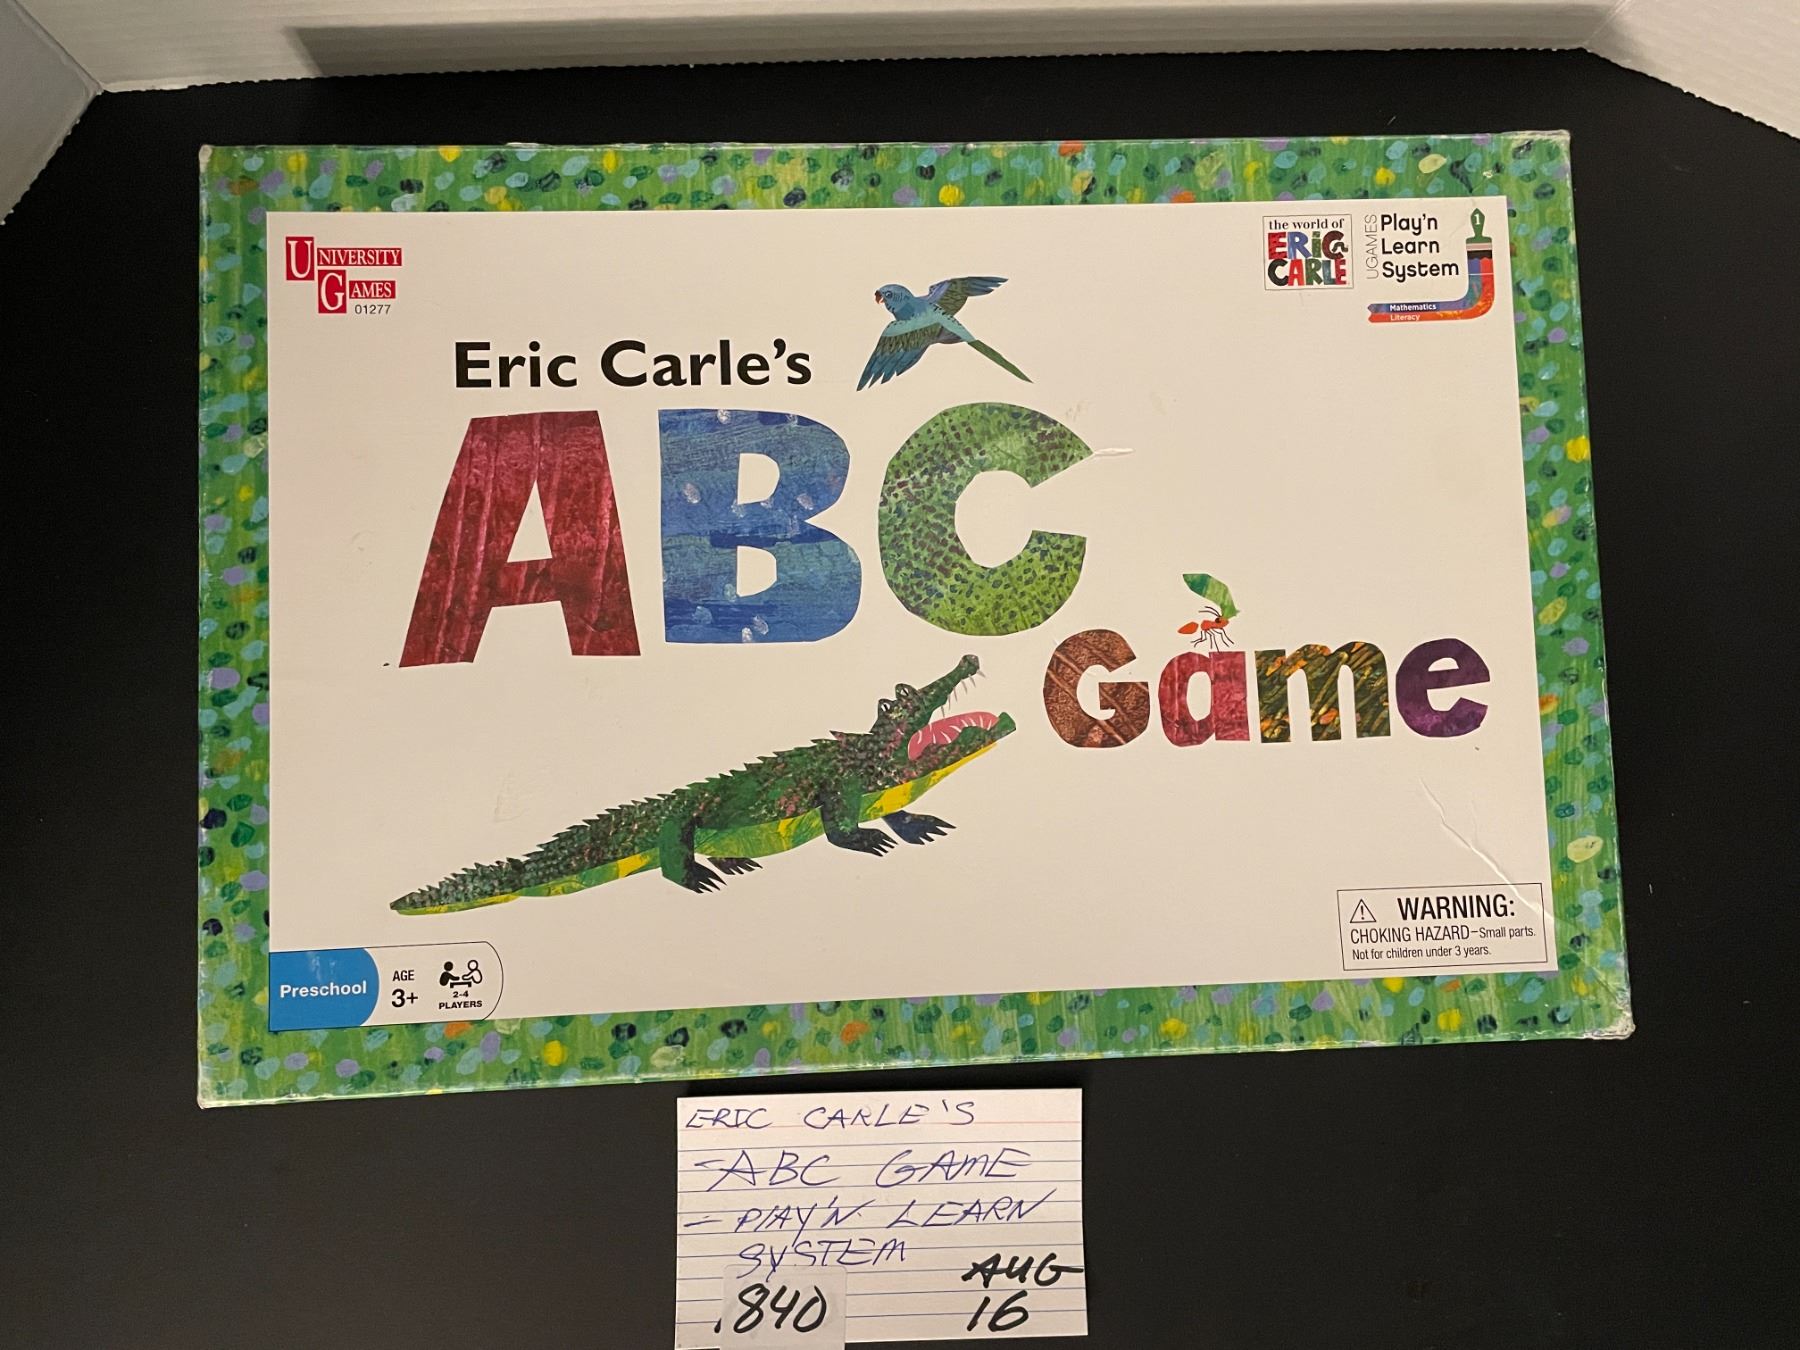 UNIVERSITY
GAMES
01277
the world of
ERIC
CARLE
UGAMES
Play'n
Learn
System
1
Mathematics
Literacy
Eric Carle's
ABC
Game
WARNING:
CHOKING HAZARD-Small parts.
Not for children under 3 years.
Preschool
AGE
3+
2-4
PLAYERS
ERIC CARLE'S
-ABC GAME
- PLAY'N LEARN
SYSTEM
AUG
.840
16